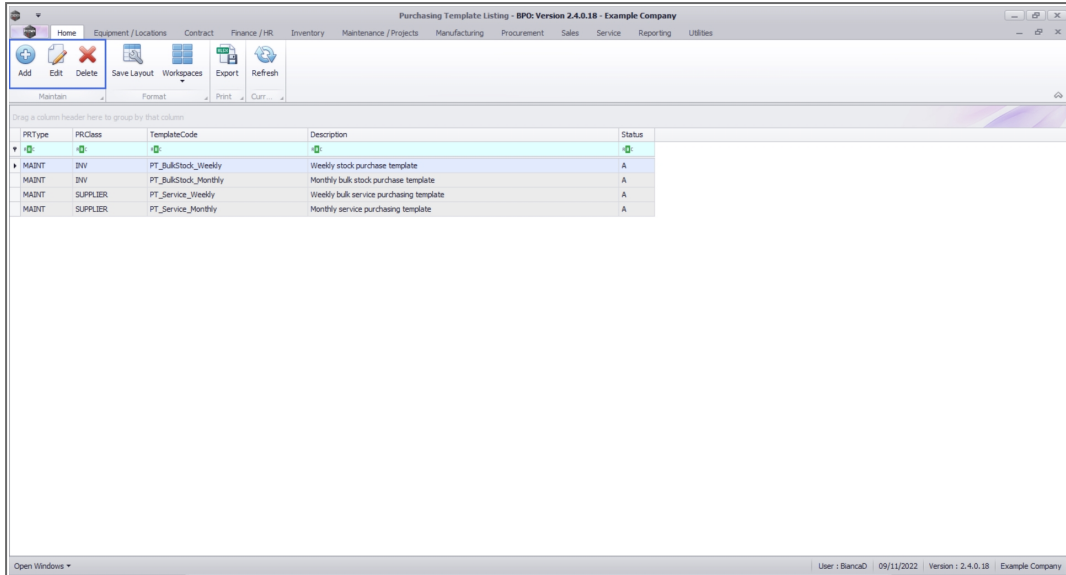 Purchasing Template Listing - BPO: Version 2.4.0.18 - Example Company
Home Equipment / Locations Contract Finance / HR Inventory Maintenance / Projects Manufacturing Procurement Sales Service Reporting Utilities
Add Edit Delete Save Layout Workspaces Export Refresh
Maintain Format Print Curr...
Drag a column header here to group by that column
PRType PRClass TemplateCode Description Status
MAINT INV PT_BulkStock_Weekly Weekly stock purchase template A
MAINT INV PT_BulkStock_Monthly Monthly bulk stock purchase template A
MAINT SUPPLIER PT_Service_Weekly Weekly bulk service purchasing template A
MAINT SUPPLIER PT_Service_Monthly Monthly service purchasing template A
Open Windows User : BiancaD 09/11/2022 Version : 2.4.0.18 Example Company